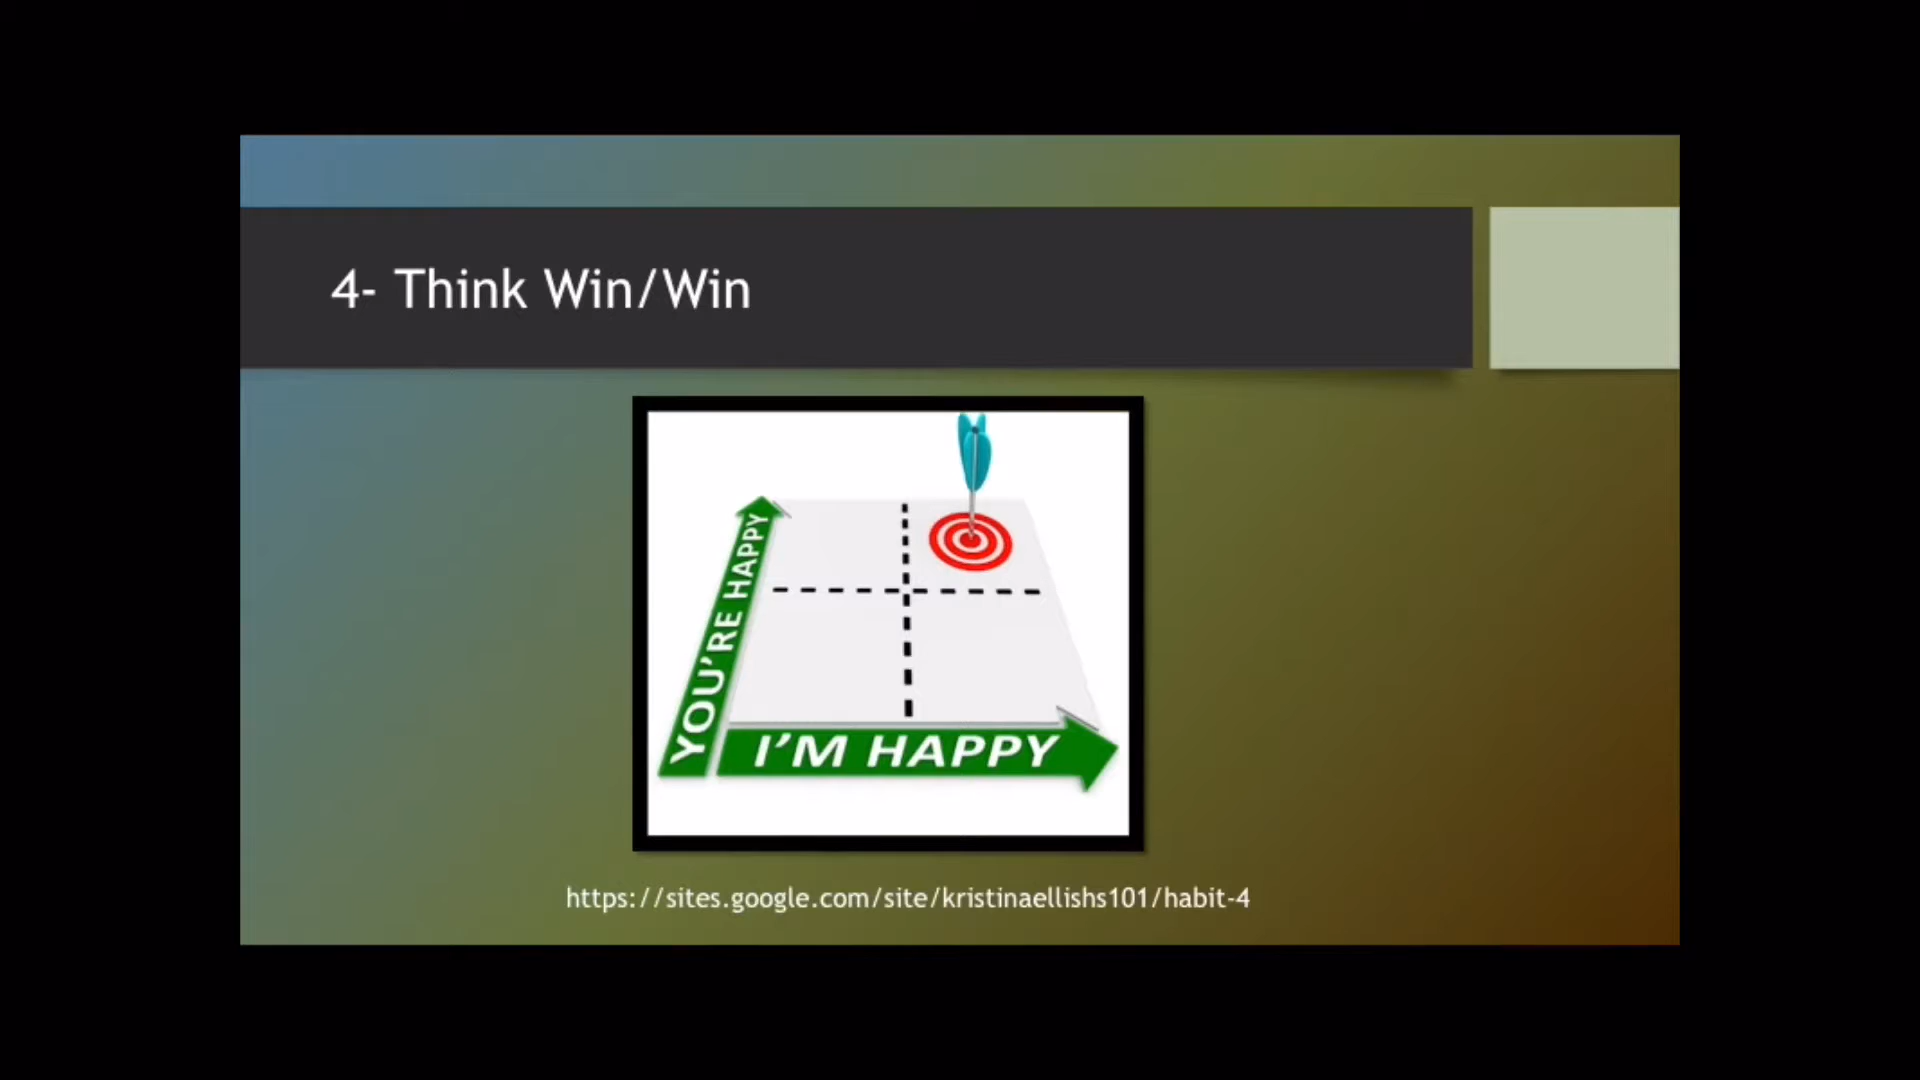 4- Think Win/Win
YOU'RE HAPPY
I'M HAPPY
https://sites.google.com/site/kristinaellishs101/habit-4